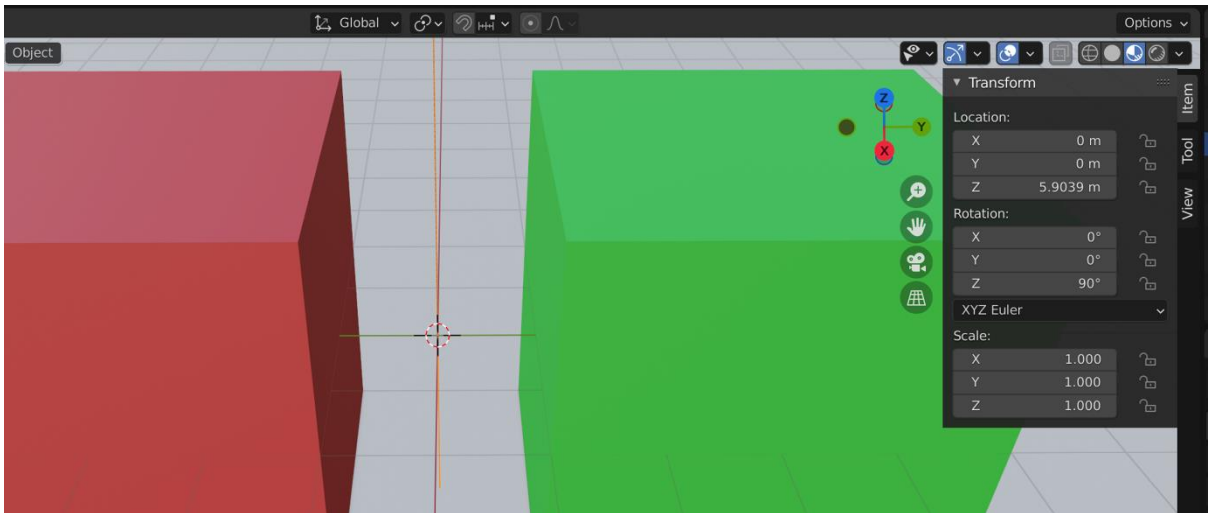 Global
Options
Object
Z
Y
X
Transform
Location:
X 0 m
Y 0 m
Z 5.9039 m
Rotation:
X 0°
Y 0°
Z 90°
XYZ Euler
Scale:
X 1.000
Y 1.000
Z 1.000
Item
Tool
View